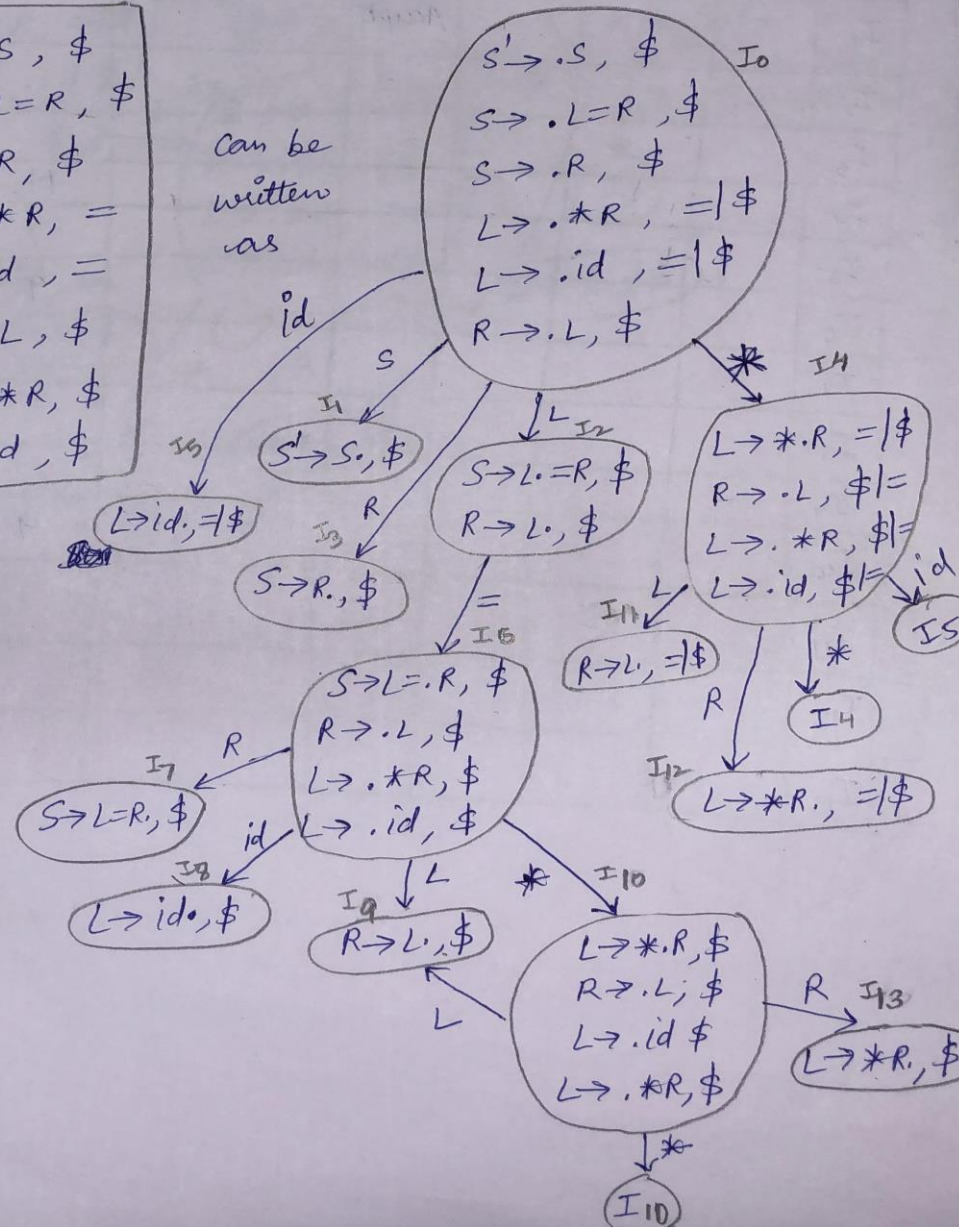 S, $
L=R, $
R, $
*R, =
d, =
L, $
*R, $
d, $
can be
written
as
I0
S'→.S, $
S→.L=R, $
S→.R, $
L→.*R, =|$
L→.id, =|$
R→.L, $
id
S
R
L
*
I5
L→id., =|$
I1
S'→S., $
I3
S→R., $
I2
S→L.=R, $
R→L., $
=
I4
L→*.R, =|$
R→.L, $|=
L→.*R, $|=
L→.id, $|=
L
id
I5
I11
R→L., =|$
R
*
I4
I12
L→*R., =|$
I6
S→L=.R, $
R→.L, $
L→.*R, $
L→.id, $
R
I7
S→L=R., $
id
I8
L→id., $
L
I9
R→L., $
*
I10
L→*.R, $
R→.L; $
L→.id $
L→.*R, $
L
R
I13
L→*R., $
*
I10